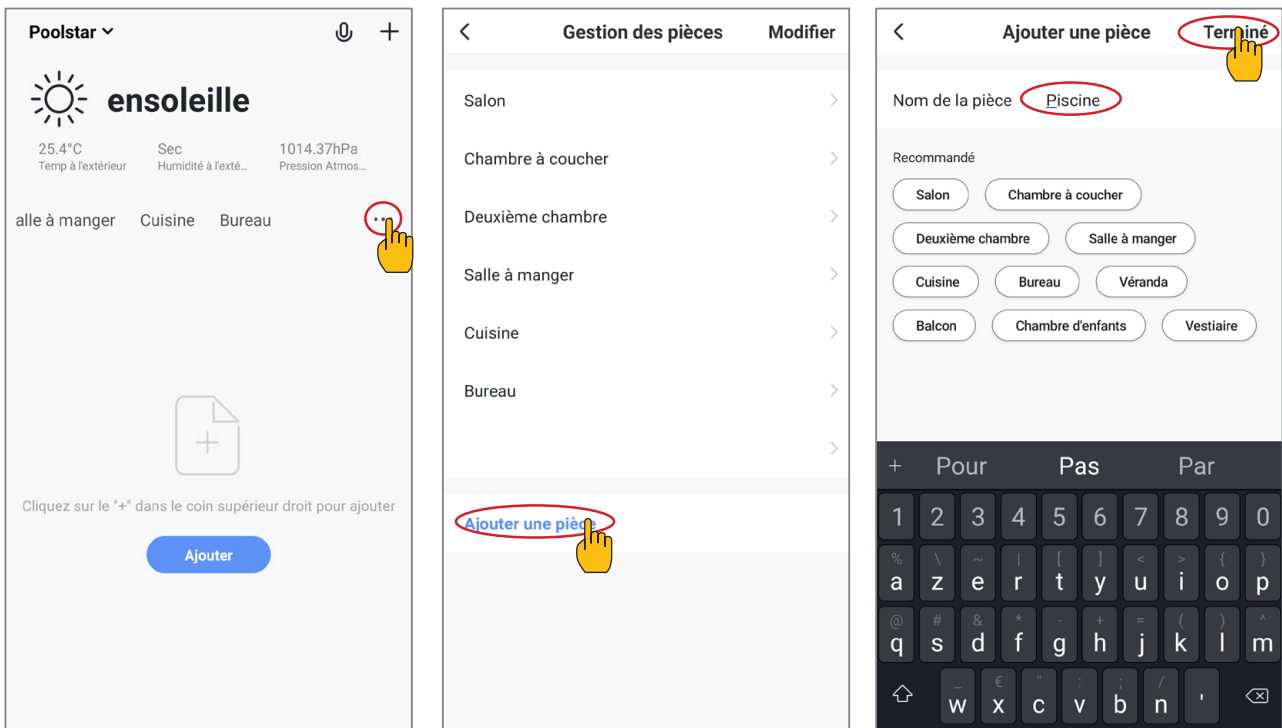 Poolstar
ensoleille
25.4°C Sec 1014.37hPa
Temp à l'extérieur Humidité à l'exté... Pression Atmos...
alle à manger Cuisine Bureau ...
Cliquez sur le "+" dans le coin supérieur droit pour ajouter
Ajouter
Gestion des pièces Modifier
Salon
Chambre à coucher
Deuxième chambre
Salle à manger
Cuisine
Bureau
Ajouter une pièce
Ajouter une pièce Terminé
Nom de la pièce Piscine
Recommandé
Salon Chambre à coucher
Deuxième chambre Salle à manger
Cuisine Bureau Véranda
Balcon Chambre d'enfants Vestiaire
+ Pour Pas Par
1 2 3 4 5 6 7 8 9 0
% \ ~ | [ ] < > { }
a z e r t y u i o p
@ # & * - + = ( ) ^
q s d f g h j k l m
_ € " : ; /
w x c v b n '